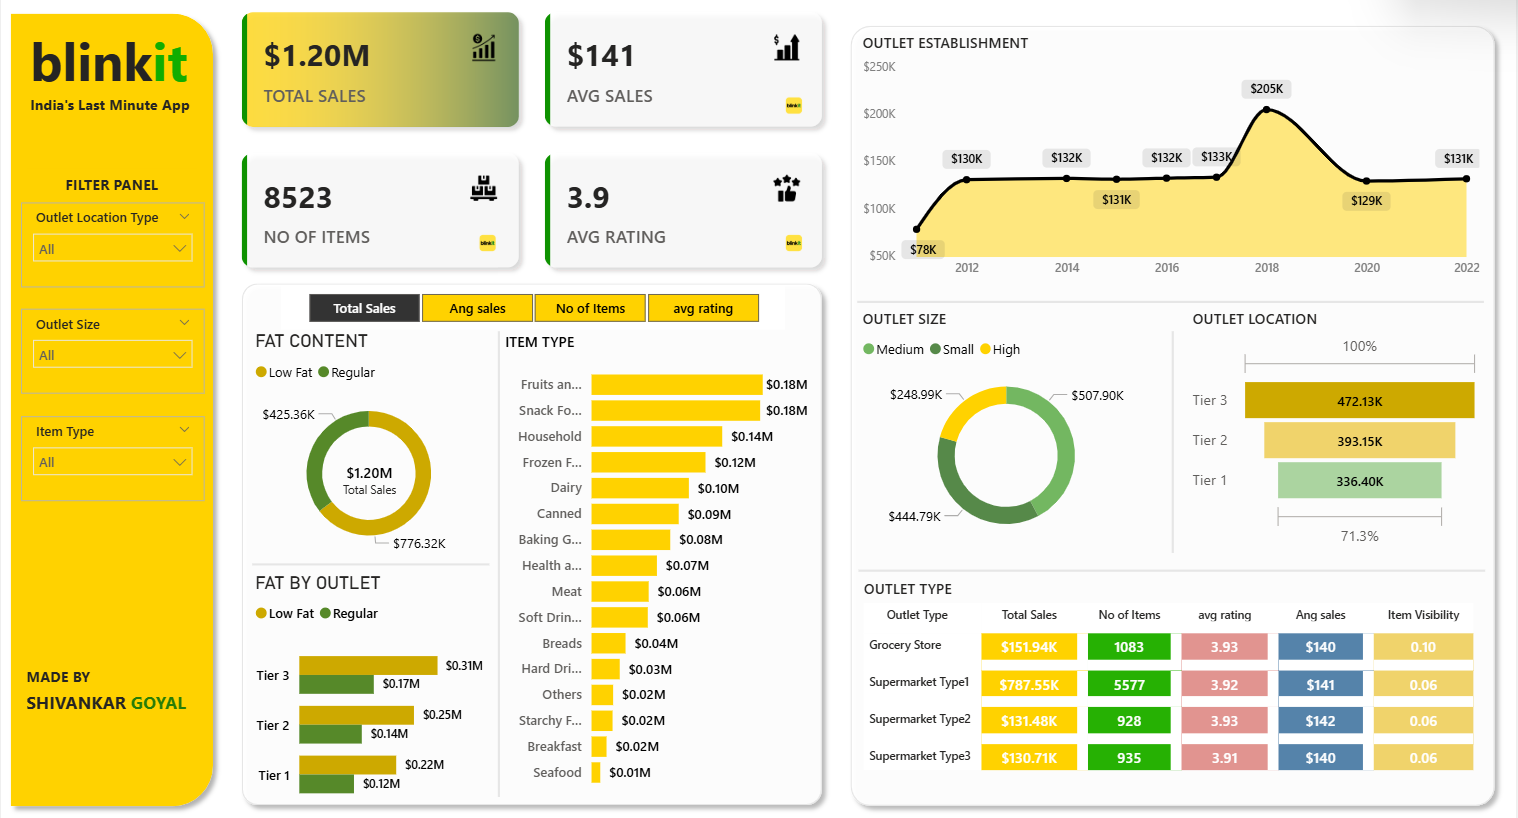 blinkit
India's Last Minute App
FILTER PANEL
Outlet Location Type
All
Outlet Size
All
Item Type
All
MADE BY
SHIVANKAR GOYAL
$1.20M
TOTAL SALES
$141
AVG SALES
blinkit
8523
NO OF ITEMS
blinkit
3.9
AVG RATING
blinkit
Total Sales
Ang sales
No of Items
avg rating
FAT CONTENT
Low Fat Regular
$425.36K
$1.20M
Total Sales
$776.32K
FAT BY OUTLET
Low Fat Regular
Tier 3 $0.31M
$0.17M
Tier 2 $0.25M
$0.14M
Tier 1 $0.22M
$0.12M
ITEM TYPE
Fruits an... $0.18M
Snack Fo... $0.18M
Household $0.14M
Frozen F... $0.12M
Dairy $0.10M
Canned $0.09M
Baking G... $0.08M
Health a... $0.07M
Meat $0.06M
Soft Drin... $0.06M
Breads $0.04M
Hard Dri... $0.03M
Others $0.02M
Starchy F... $0.02M
Breakfast $0.02M
Seafood $0.01M
OUTLET ESTABLISHMENT
$250K
$200K
$150K
$100K
$50K
$78K
$130K
$132K
$131K
$132K
$133K
$205K
$129K
$131K
2012 2014 2016 2018 2020 2022
OUTLET SIZE
Medium Small High
$248.99K
$507.90K
$444.79K
OUTLET LOCATION
100%
Tier 3 472.13K
Tier 2 393.15K
Tier 1 336.40K
71.3%
OUTLET TYPE
Outlet Type Total Sales No of Items avg rating Ang sales Item Visibility
Grocery Store $151.94K 1083 3.93 $140 0.10
Supermarket Type1 $787.55K 5577 3.92 $141 0.06
Supermarket Type2 $131.48K 928 3.93 $142 0.06
Supermarket Type3 $130.71K 935 3.91 $140 0.06